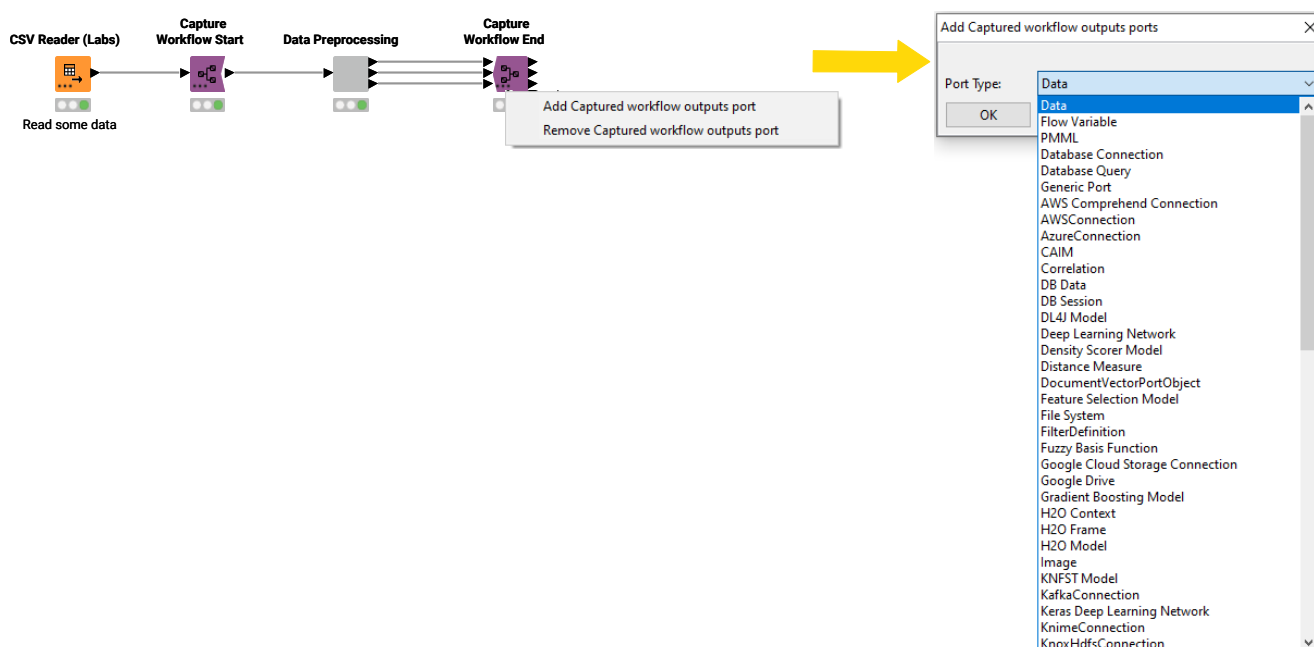 CSV Reader (Labs)
Capture
Workflow Start
Data Preprocessing
Capture
Workflow End
Read some data
Add Captured workflow outputs port
Remove Captured workflow outputs port
Add Captured workflow outputs ports
Port Type:
Data
OK
Data
Flow Variable
PMML
Database Connection
Database Query
Generic Port
AWS Comprehend Connection
AWSConnection
AzureConnection
CAIM
Correlation
DB Data
DB Session
DL4J Model
Deep Learning Network
Density Scorer Model
Distance Measure
DocumentVectorPortObject
Feature Selection Model
File System
FilterDefinition
Fuzzy Basis Function
Google Cloud Storage Connection
Google Drive
Gradient Boosting Model
H2O Context
H2O Frame
H2O Model
Image
KNFST Model
KafkaConnection
Keras Deep Learning Network
KnimeConnection
KnoxHdfsConnection